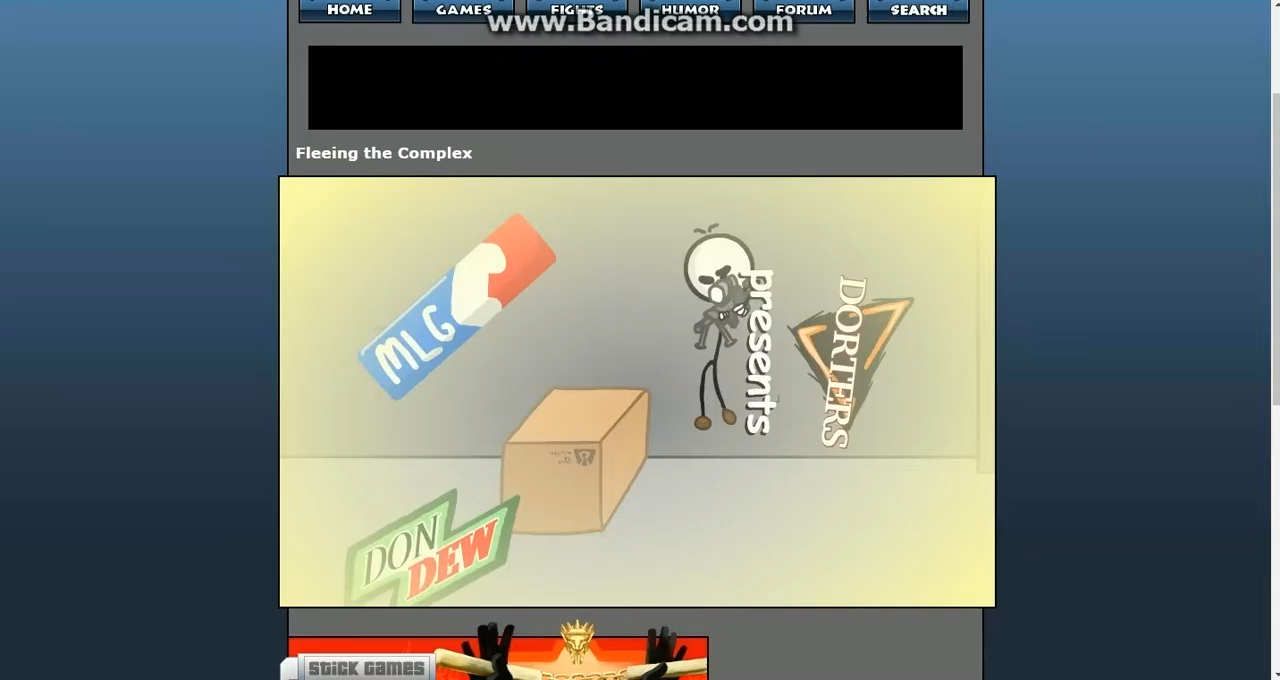 HOME GAMES FIGHTS HUMOR FORUM SEARCH
www.Bandicam.com
Fleeing the Complex
MLG
presents
DORTERS
DON
DEW
STICK GAMES